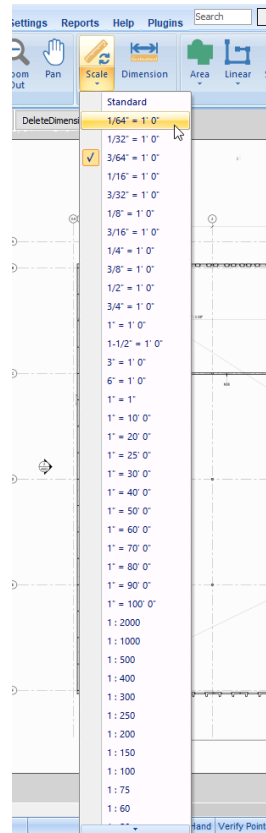 Settings Reports Help Plugins Search
Zoom Out Pan Scale Dimension Area Linear
DeleteDimensi
Standard
1/64" = 1' 0"
1/32" = 1' 0"
3/64" = 1' 0"
1/16" = 1' 0"
3/32" = 1' 0"
1/8" = 1' 0"
3/16" = 1' 0"
1/4" = 1' 0"
3/8" = 1' 0"
1/2" = 1' 0"
3/4" = 1' 0"
1" = 1' 0"
1-1/2" = 1' 0"
3" = 1' 0"
6" = 1' 0"
1" = 1"
1" = 10' 0"
1" = 20' 0"
1" = 25' 0"
1" = 30' 0"
1" = 40' 0"
1" = 50' 0"
1" = 60' 0"
1" = 70' 0"
1" = 80' 0"
1" = 90' 0"
1" = 100' 0"
1 : 2000
1 : 1000
1 : 500
1 : 400
1 : 300
1 : 250
1 : 200
1 : 150
1 : 100
1 : 75
1 : 60
Hand Verify Point